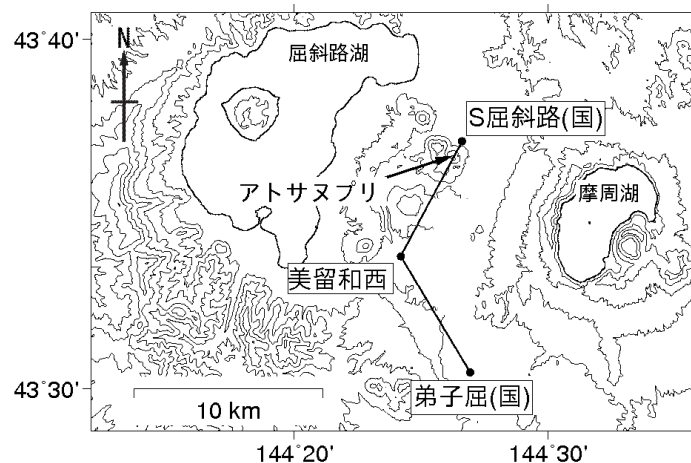 43°40'
N
屈斜路湖
S屈斜路(国)
アトサヌプリ
摩周湖
美留和西
43°30'
10 km
弟子屈(国)
144°20'
144°30'